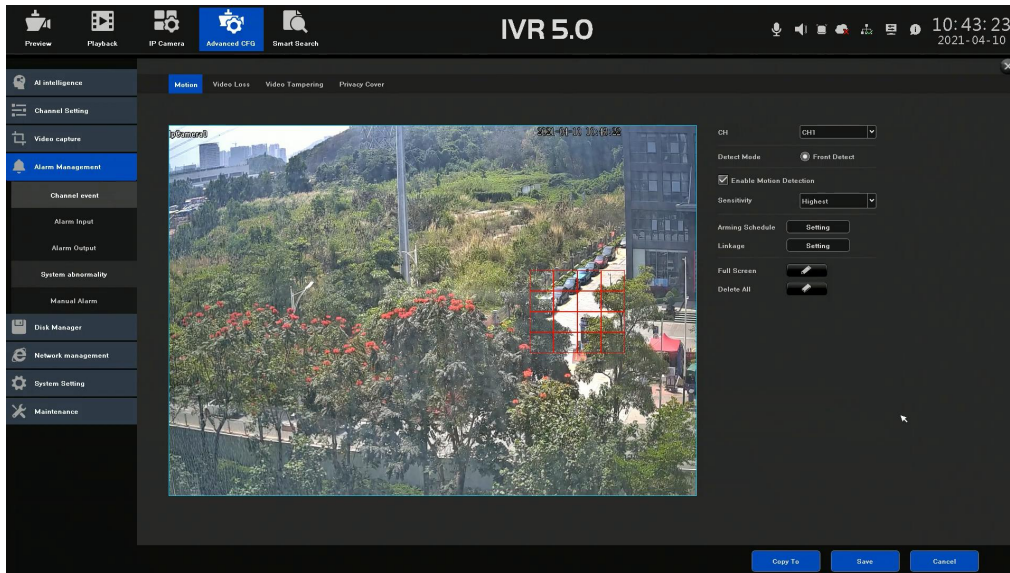 IVR 5.0
10:43:23
2021-04-10
Preview
Playback
IP Camera
Advanced CFG
Smart Search
AI intelligence
Channel Setting
Video capture
Alarm Management
Channel event
Alarm Input
Alarm Output
System abnormality
Manual Alarm
Disk Manager
Network management
System Setting
Maintenance
Motion
Video Loss
Video Tampering
Privacy Cover
CH
CH1
Detect Mode
Front Detect
Enable Motion Detection
Sensitivity
Highest
Arming Schedule
Setting
Linkage
Setting
Full Screen
Delete All
Copy To
Save
Cancel